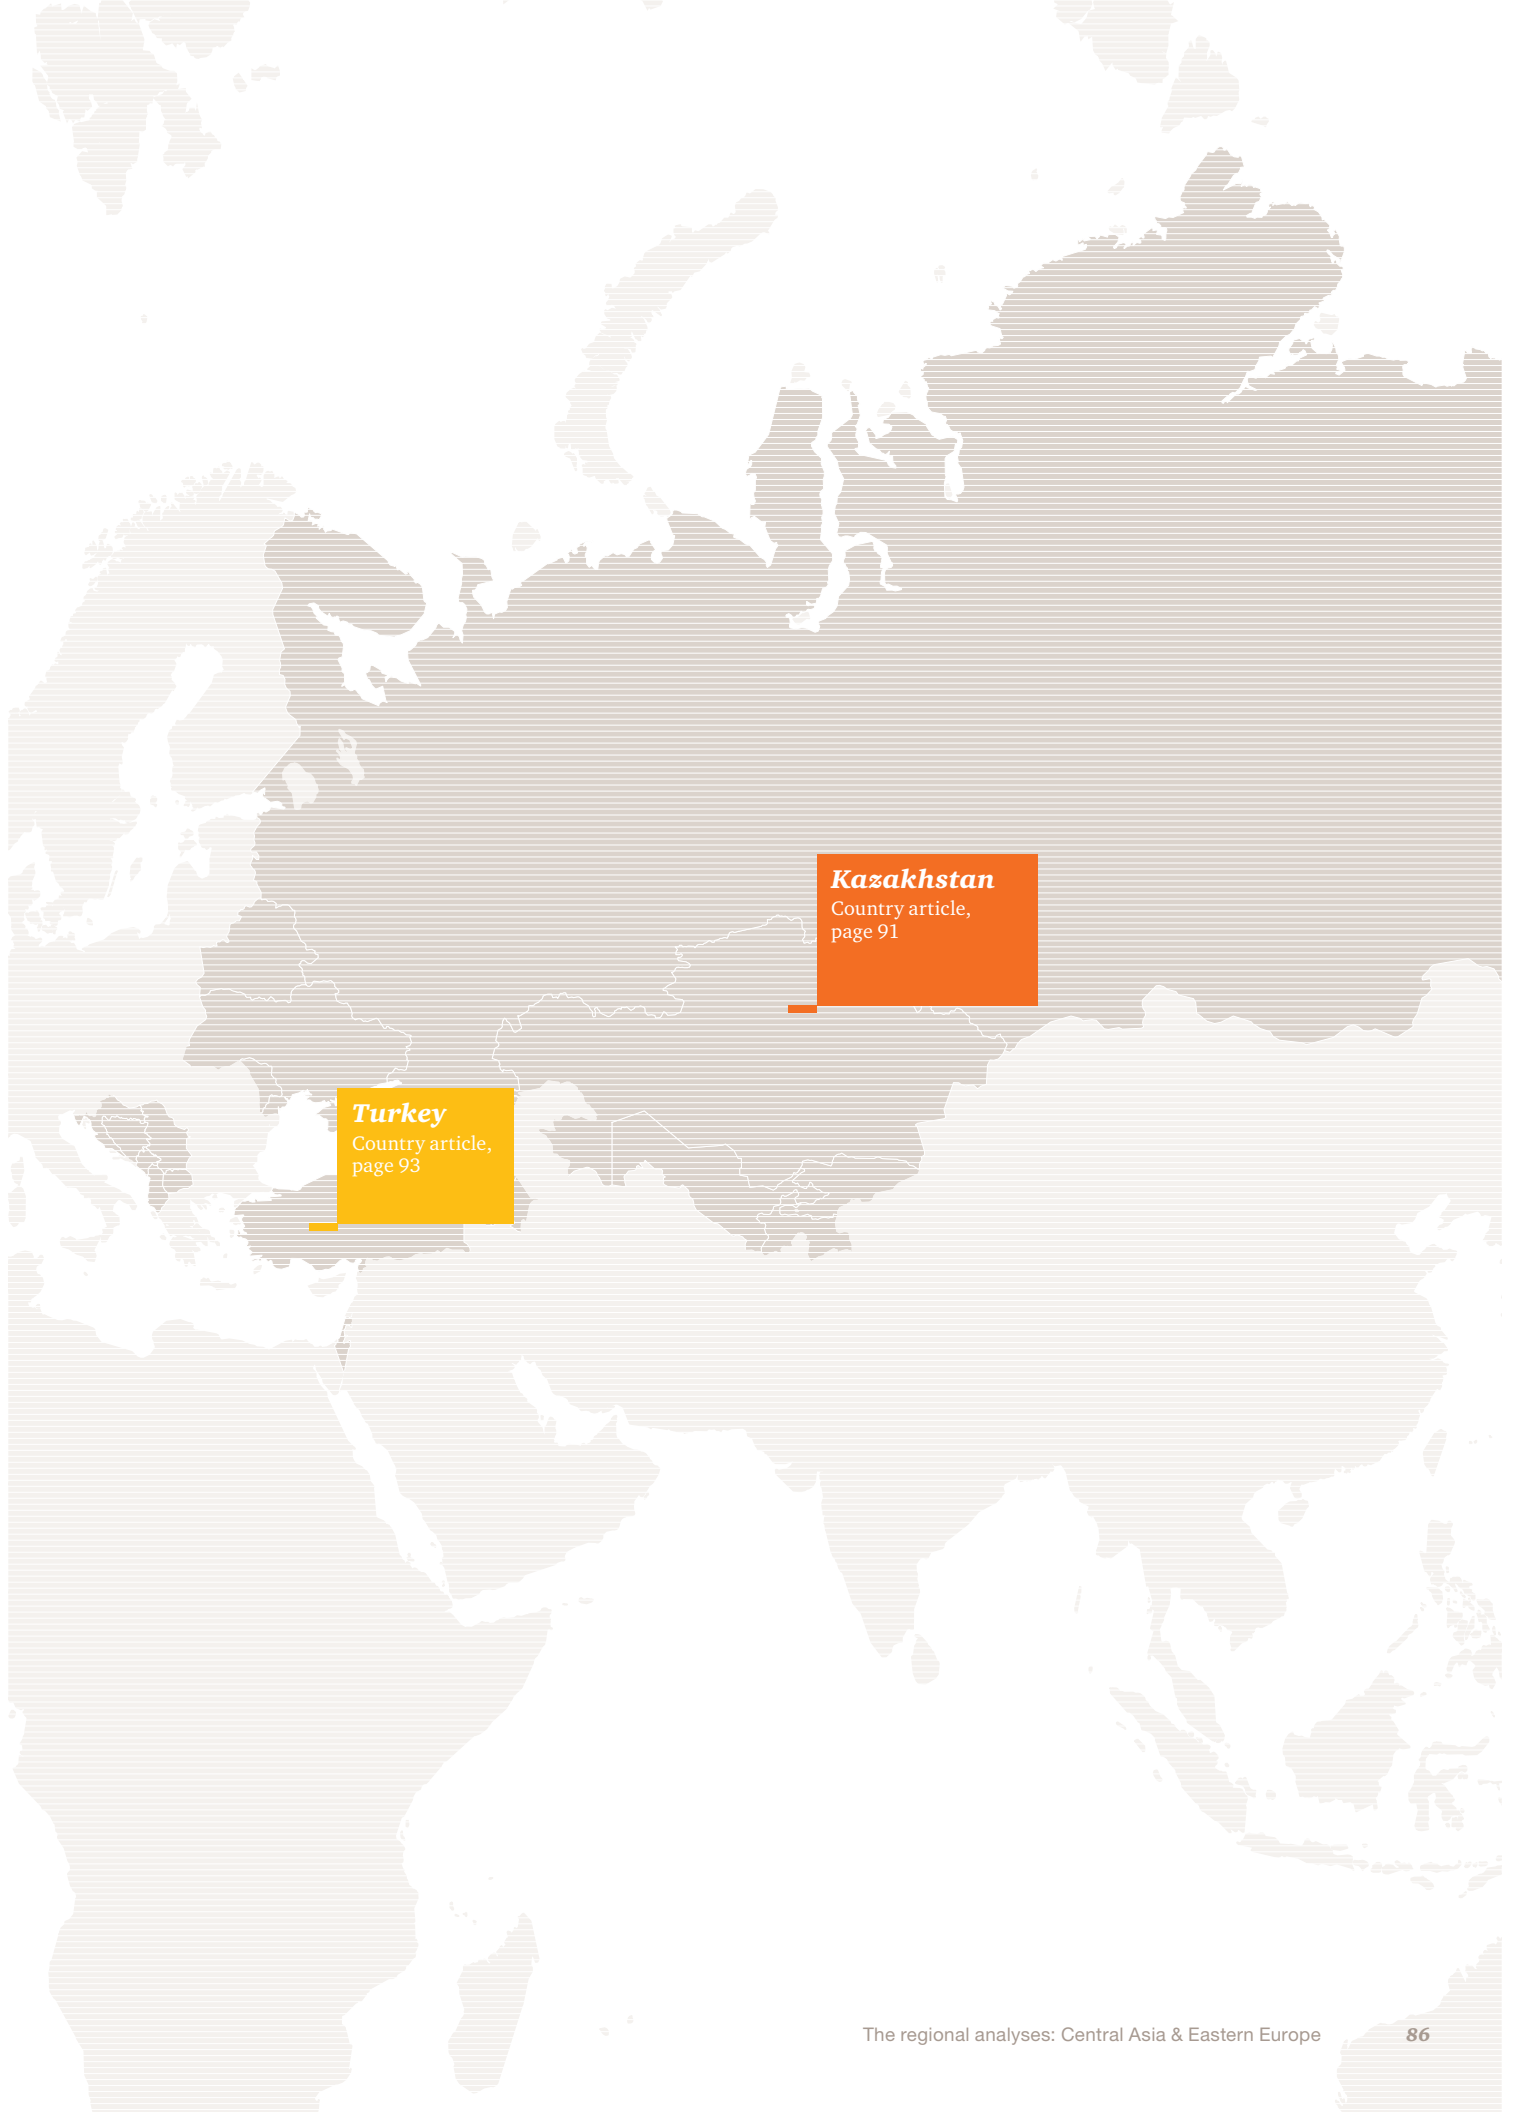 Kazakhstan
Country article,
page 91
Turkey
Country article,
page 93
The regional analyses: Central Asia & Eastern Europe 86